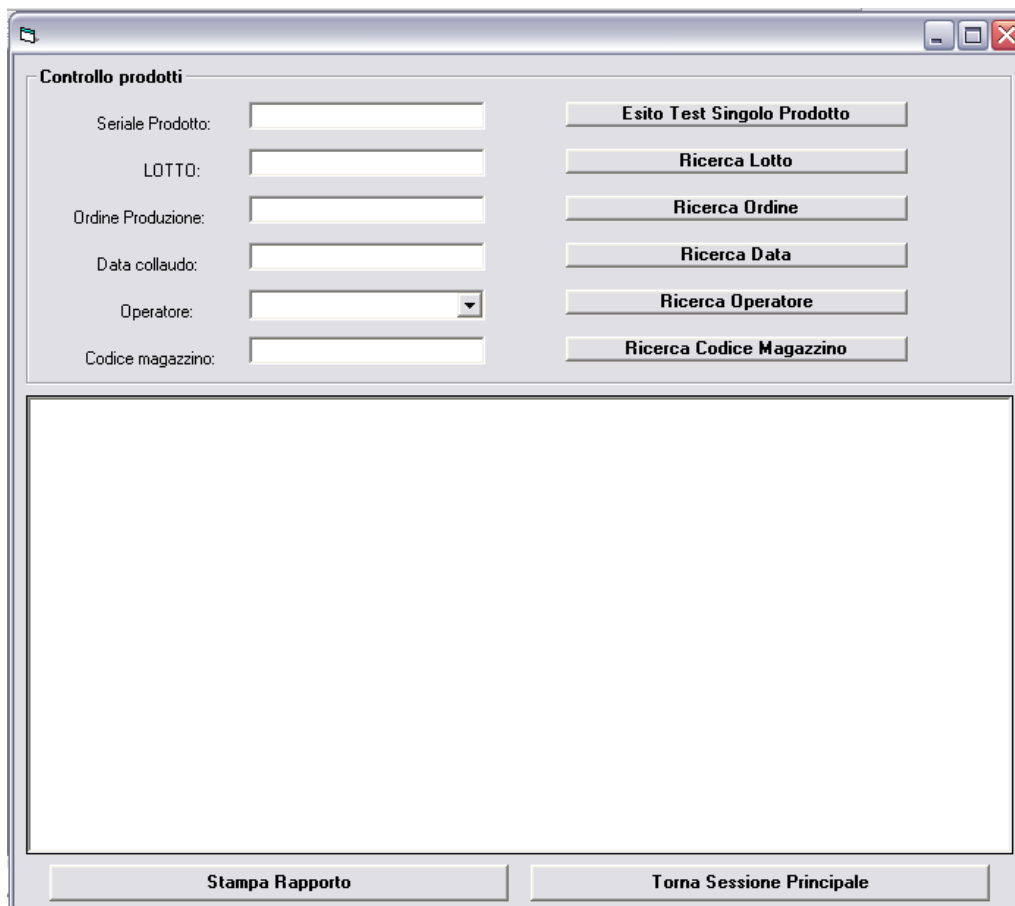 Controllo prodotti
Seriale Prodotto:
Esito Test Singolo Prodotto
LOTTO:
Ricerca Lotto
Ordine Produzione:
Ricerca Ordine
Data collaudo:
Ricerca Data
Operatore:
Ricerca Operatore
Codice magazzino:
Ricerca Codice Magazzino
Stampa Rapporto
Torna Sessione Principale